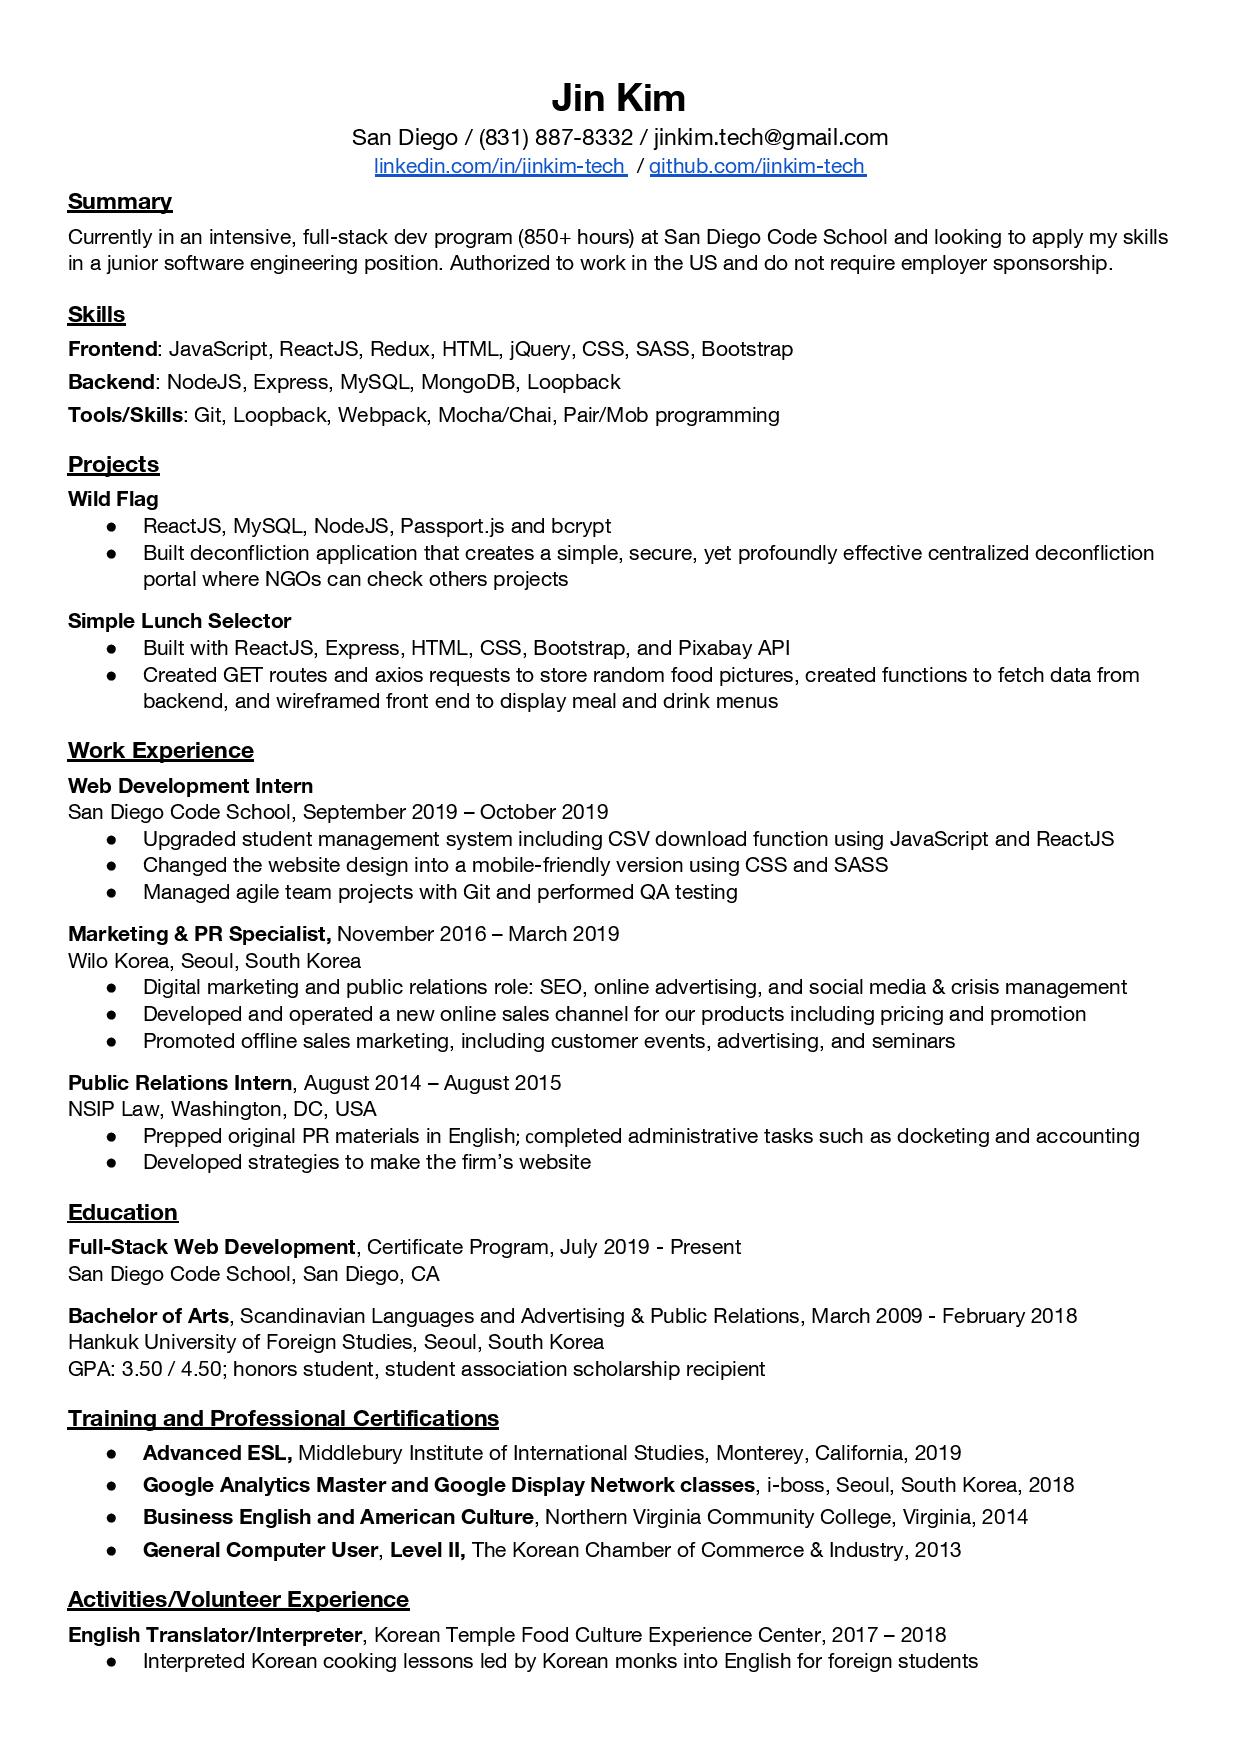 Jin Kim
San Diego / (831) 887-8332 / jinkim.tech@gmail.com
linkedin.com/in/jinkim-tech / github.com/jinkim-tech
Summary
Currently in an intensive, full-stack dev program (850+ hours) at San Diego Code School and looking to apply my skills
in a junior software engineering position. Authorized to work in the US and do not require employer sponsorship.
Skills
Frontend: JavaScript, ReactJS, Redux, HTML, jQuery, CSS, SASS, Bootstrap
Backend: NodeJS, Express, MySQL, MongoDB, Loopback
Tools/Skills: Git, Loopback, Webpack, Mocha/Chai, Pair/Mob programming
Projects
Wild Flag
● ReactJS, MySQL, NodeJS, Passport.js and bcrypt
● Built deconfliction application that creates a simple, secure, yet profoundly effective centralized deconfliction
portal where NGOs can check others projects
Simple Lunch Selector
● Built with ReactJS, Express, HTML, CSS, Bootstrap, and Pixabay API
● Created GET routes and axios requests to store random food pictures, created functions to fetch data from
backend, and wireframed front end to display meal and drink menus
Work Experience
Web Development Intern
San Diego Code School, September 2019 – October 2019
● Upgraded student management system including CSV download function using JavaScript and ReactJS
● Changed the website design into a mobile-friendly version using CSS and SASS
● Managed agile team projects with Git and performed QA testing
Marketing & PR Specialist, November 2016 – March 2019
Wilo Korea, Seoul, South Korea
● Digital marketing and public relations role: SEO, online advertising, and social media & crisis management
● Developed and operated a new online sales channel for our products including pricing and promotion
● Promoted offline sales marketing, including customer events, advertising, and seminars
Public Relations Intern, August 2014 – August 2015
NSIP Law, Washington, DC, USA
● Prepped original PR materials in English; completed administrative tasks such as docketing and accounting
● Developed strategies to make the firm's website
Education
Full-Stack Web Development, Certificate Program, July 2019 - Present
San Diego Code School, San Diego, CA
Bachelor of Arts, Scandinavian Languages and Advertising & Public Relations, March 2009 - February 2018
Hankuk University of Foreign Studies, Seoul, South Korea
GPA: 3.50 / 4.50; honors student, student association scholarship recipient
Training and Professional Certifications
● Advanced ESL, Middlebury Institute of International Studies, Monterey, California, 2019
● Google Analytics Master and Google Display Network classes, i-boss, Seoul, South Korea, 2018
● Business English and American Culture, Northern Virginia Community College, Virginia, 2014
● General Computer User, Level II, The Korean Chamber of Commerce & Industry, 2013
Activities/Volunteer Experience
English Translator/Interpreter, Korean Temple Food Culture Experience Center, 2017 – 2018
● Interpreted Korean cooking lessons led by Korean monks into English for foreign students